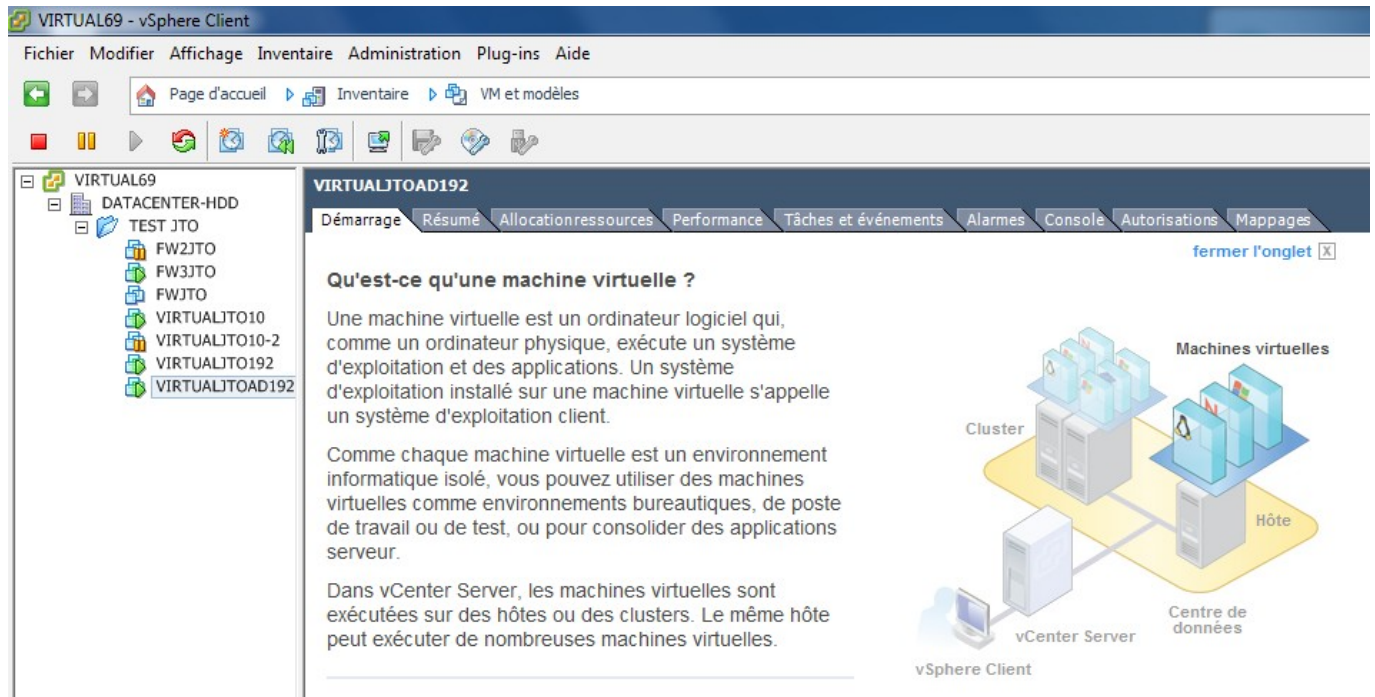 VIRTUAL69 - vSphere Client
Fichier Modifier Affichage Inventaire Administration Plug-ins Aide
Page d'accueil Inventaire VM et modèles
VIRTUAL69
DATACENTER-HDD
TEST JTO
FW2JTO
FW3JTO
FWJTO
VIRTUALJTO10
VIRTUALJTO10-2
VIRTUALJTO192
VIRTUALJTOAD192
VIRTUALJTOAD192
Démarrage Résumé Allocation ressources Performance Tâches et événements Alarmes Console Autorisations Mappages
fermer l'onglet X
Qu'est-ce qu'une machine virtuelle ?
Une machine virtuelle est un ordinateur logiciel qui,
comme un ordinateur physique, exécute un système
d'exploitation et des applications. Un système
d'exploitation installé sur une machine virtuelle s'appelle
un système d'exploitation client.
Comme chaque machine virtuelle est un environnement
informatique isolé, vous pouvez utiliser des machines
virtuelles comme environnements bureautiques, de poste
de travail ou de test, ou pour consolider des applications
serveur.
Dans vCenter Server, les machines virtuelles sont
exécutées sur des hôtes ou des clusters. Le même hôte
peut exécuter de nombreuses machines virtuelles.
Machines virtuelles
Cluster
Hôte
Centre de
données
vCenter Server
vSphere Client